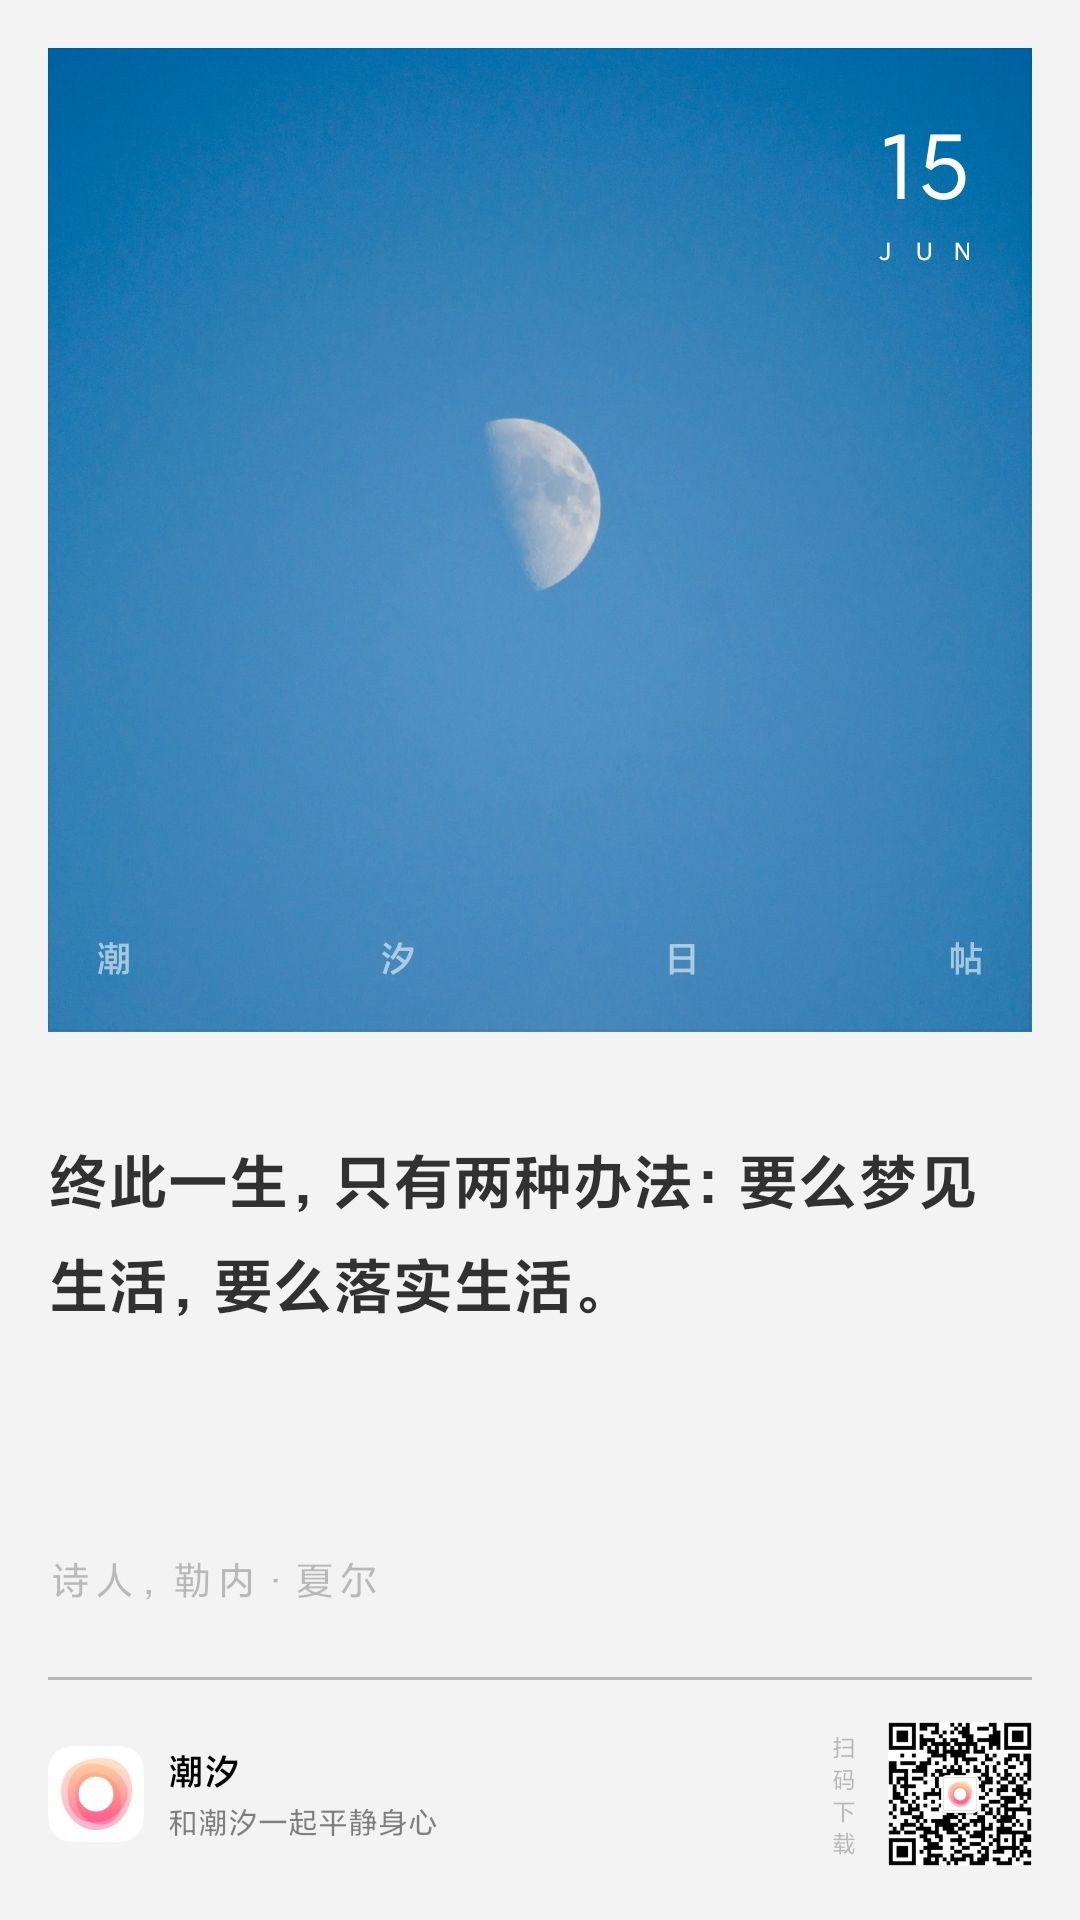 15
JUN
潮汐日帖
终此一生，只有两种办法：要么梦见
生活，要么落实生活。
诗人，勒内·夏尔
潮汐
和潮汐一起平静身心
扫码下载